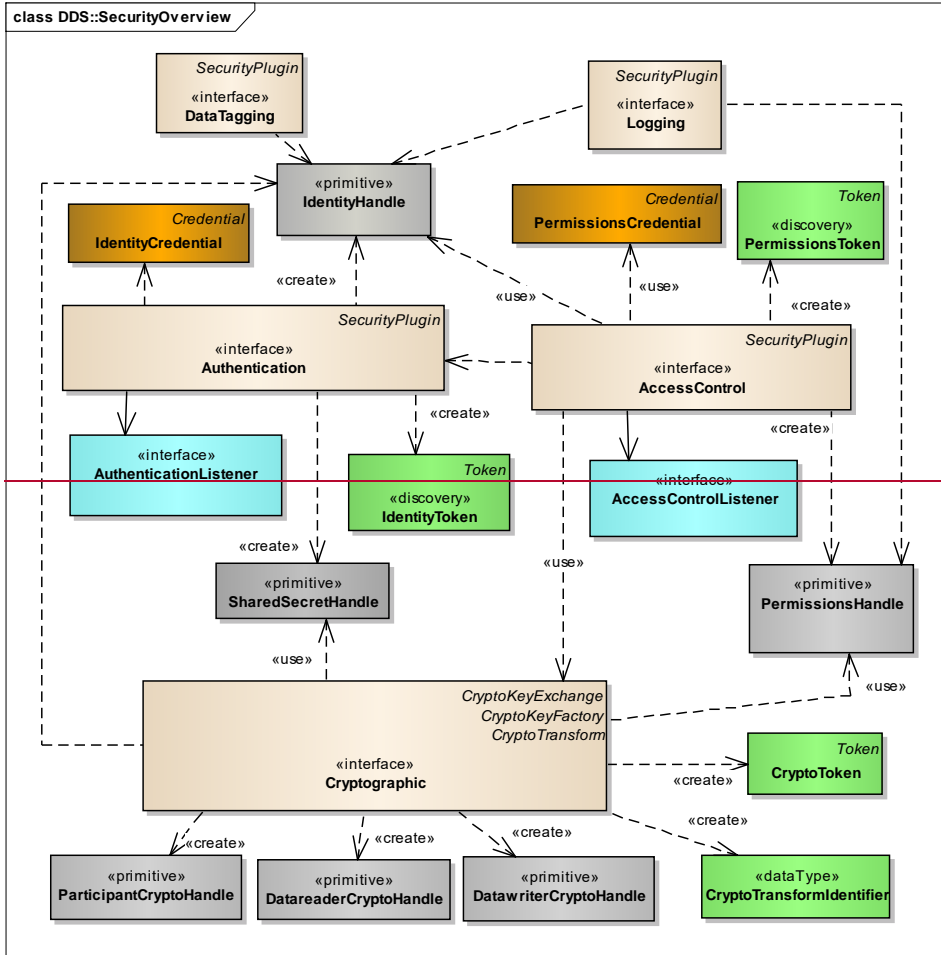 class DDS::SecurityOverview
SecurityPlugin
«interface»
DataTagging
SecurityPlugin
«interface»
Logging
«primitive»
IdentityHandle
Credential
IdentityCredential
Credential
PermissionsCredential
Token
«discovery»
PermissionsToken
«create»
«use»
«use»
«create»
SecurityPlugin
«interface»
Authentication
SecurityPlugin
«interface»
AccessControl
«create»
«create»
«interface»
AuthenticationListener
Token
«discovery»
IdentityToken
«interface»
AccessControlListener
«create»
«use»
«primitive»
SharedSecretHandle
«primitive»
PermissionsHandle
«use»
«use»
CryptoKeyExchange
CryptoKeyFactory
CryptoTransform
«interface»
Cryptographic
Token
CryptoToken
«create»
«create»
«create»
«create»
«create»
«primitive»
ParticipantCryptoHandle
«primitive»
DatareaderCryptoHandle
«primitive»
DatawriterCryptoHandle
«dataType»
CryptoTransformIdentifier